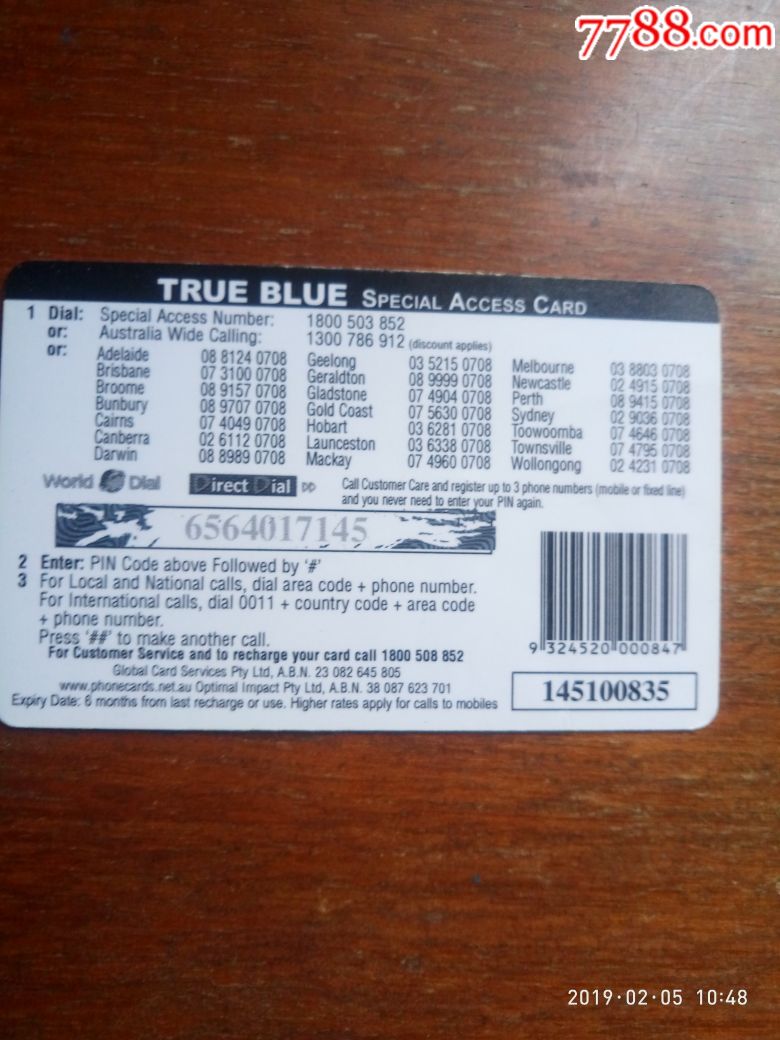 7788.com
TRUE BLUE SPECIAL ACCESS CARD
1 Dial: Special Access Number: 1800 503 852
or: Australia Wide Calling: 1300 786 912 (discount applies)
or: Adelaide 08 8124 0708 Geelong 03 5215 0708 Melbourne 03 8803 0708
Brisbane 07 3100 0708 Geraldton 08 9999 0708 Newcastle 02 4915 0708
Broome 08 9157 0708 Gladstone 07 4904 0708 Perth 08 9415 0708
Bunbury 08 9707 0708 Gold Coast 07 5630 0708 Sydney 02 9036 0708
Cairns 07 4049 0708 Hobart 03 6281 0708 Toowoomba 07 4646 0708
Canberra 02 6112 0708 Launceston 03 6338 0708 Townsville 07 4795 0708
Darwin 08 8989 0708 Mackay 07 4960 0708 Wollongong 02 4231 0708
World Dial Direct Dial Call Customer Care and register up to 3 phone numbers (mobile or fixed line)
and you never need to enter your PIN again.
6564017145
2 Enter: PIN Code above Followed by '#'
3 For Local and National calls, dial area code + phone number.
For International calls, dial 0011 + country code + area code
+ phone number.
Press '##' to make another call.
For Customer Service and to recharge your card call 1800 508 852
Global Card Services Pty Ltd, A.B.N. 23 082 645 805
www.phonecards.net.au Optimal Impact Pty Ltd, A.B.N. 38 087 623 701
Expiry Date: 6 months from last recharge or use. Higher rates apply for calls to mobiles
9 324520 000847
145100835
2019·02·05 10:48